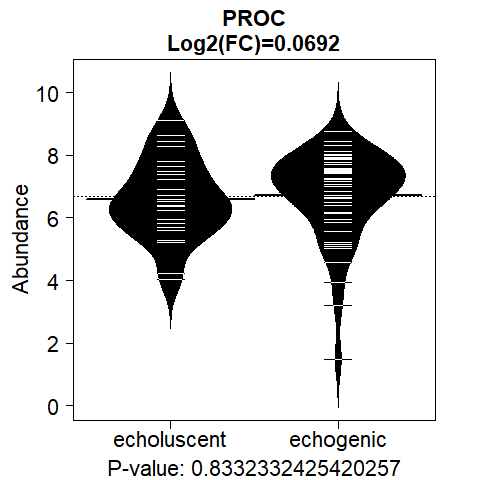 PROC
Log2(FC)=0.0692
Abundance
10
8
6
4
2
0
echoluscent echogenic
P-value: 0.8332332425420257